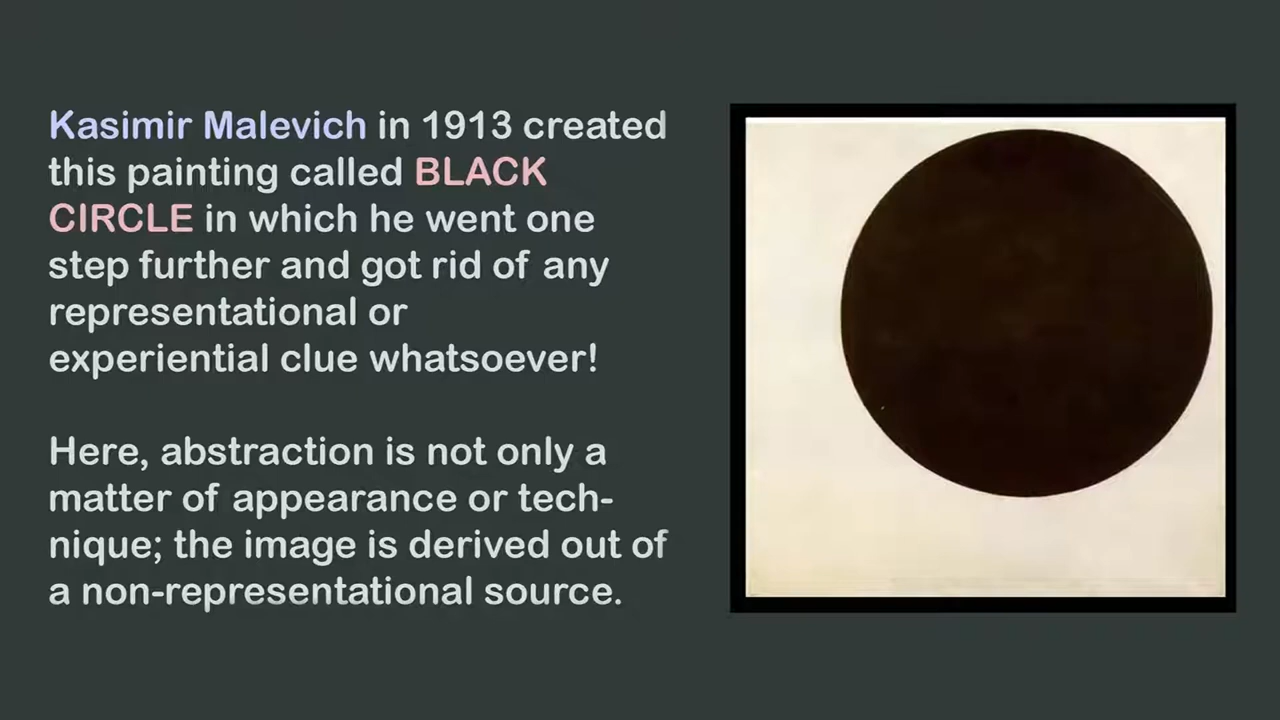 Kasimir Malevich in 1913 created
this painting called BLACK
CIRCLE in which he went one
step further and got rid of any
representational or
experiential clue whatsoever!
Here, abstraction is not only a
matter of appearance or tech-
nique; the image is derived out of
a non-representational source.